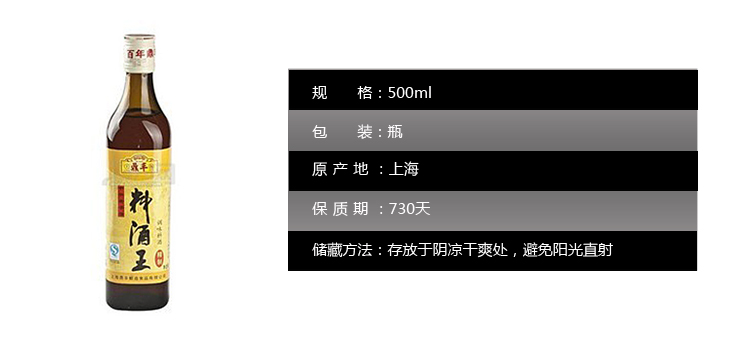 百年鼎
鼎丰
料酒王
调味料酒
规 格：500ml
包 装：瓶
原 产 地 ：上海
保 质 期 ：730天
储藏方法：存放于阴凉干爽处，避免阳光直射